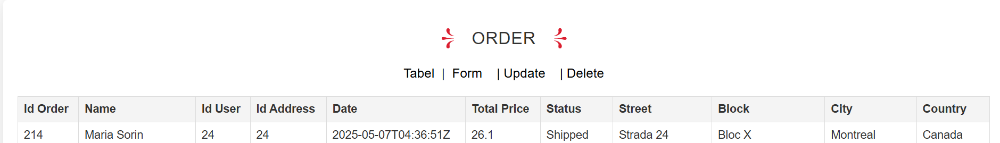 ORDER
Tabel | Form | Update | Delete
Id Order Name Id User Id Address Date Total Price Status Street Block City Country
214 Maria Sorin 24 24 2025-05-07T04:36:51Z 26.1 Shipped Strada 24 Bloc X Montreal Canada